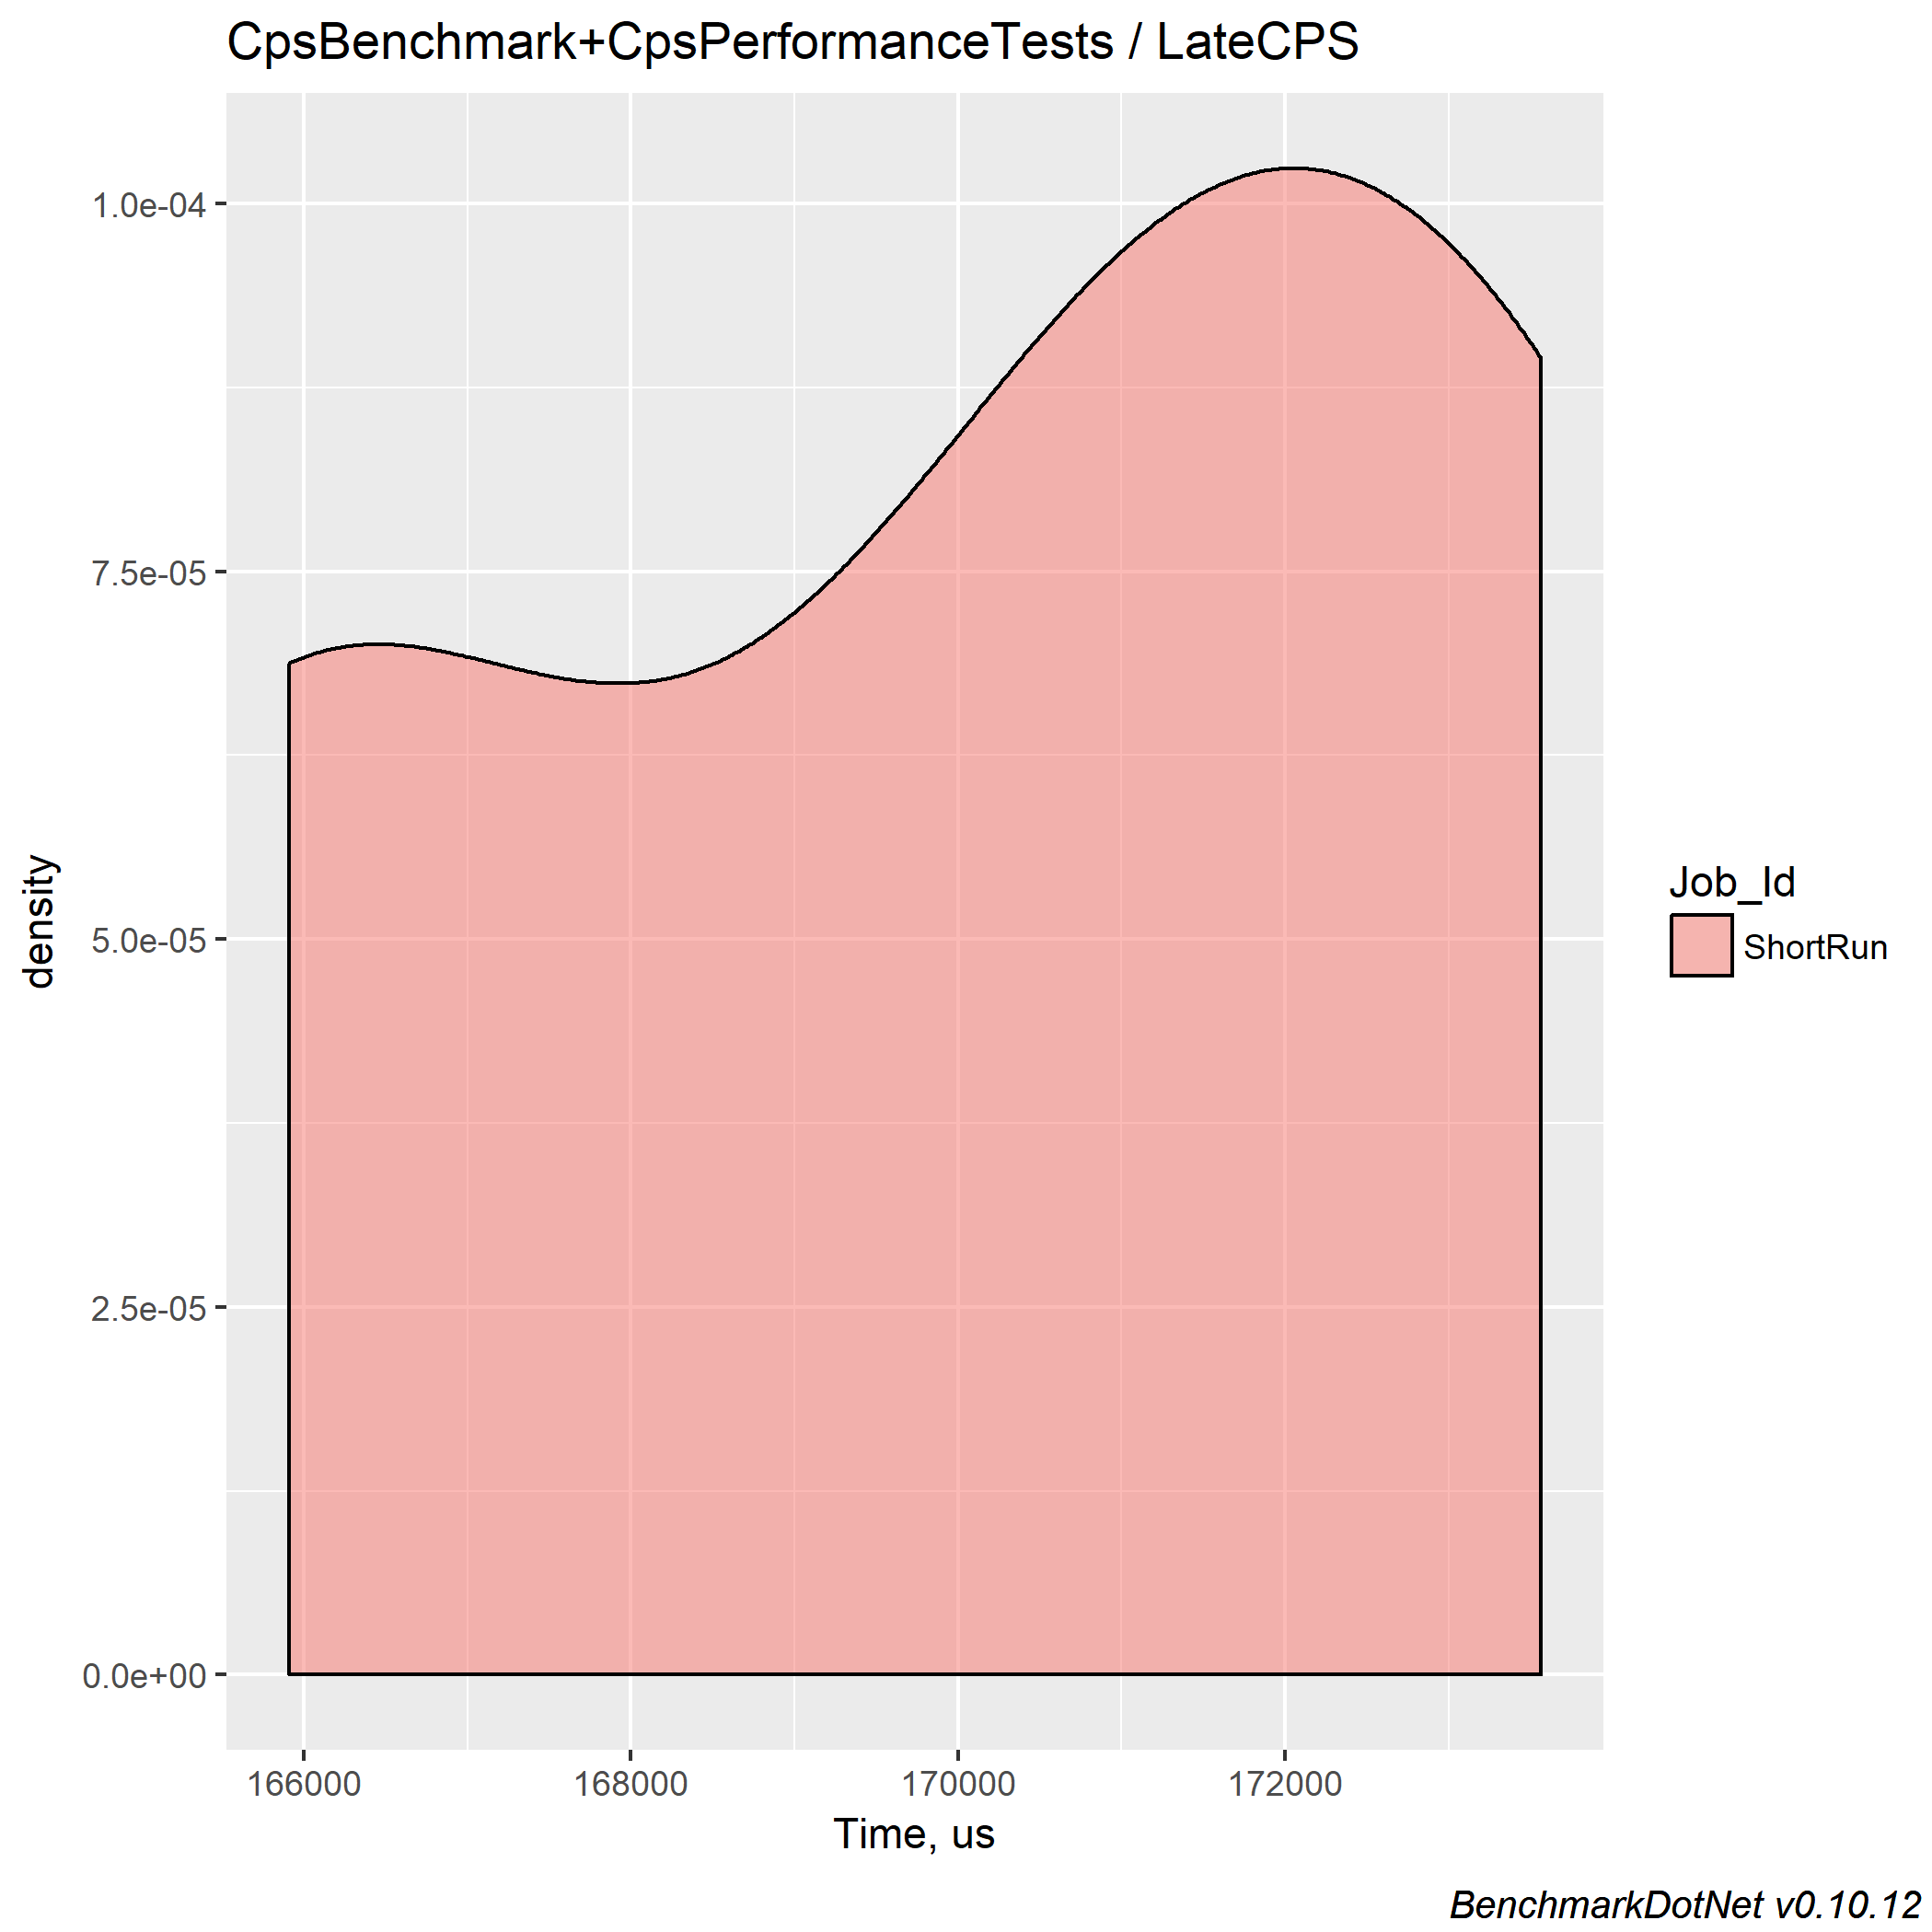 CpsBenchmark+CpsPerformanceTests / LateCPS
1.0e-04
7.5e-05
5.0e-05
2.5e-05
0.0e+00
density
166000 168000 170000 172000
Time, us
Job_Id
ShortRun
BenchmarkDotNet v0.10.12